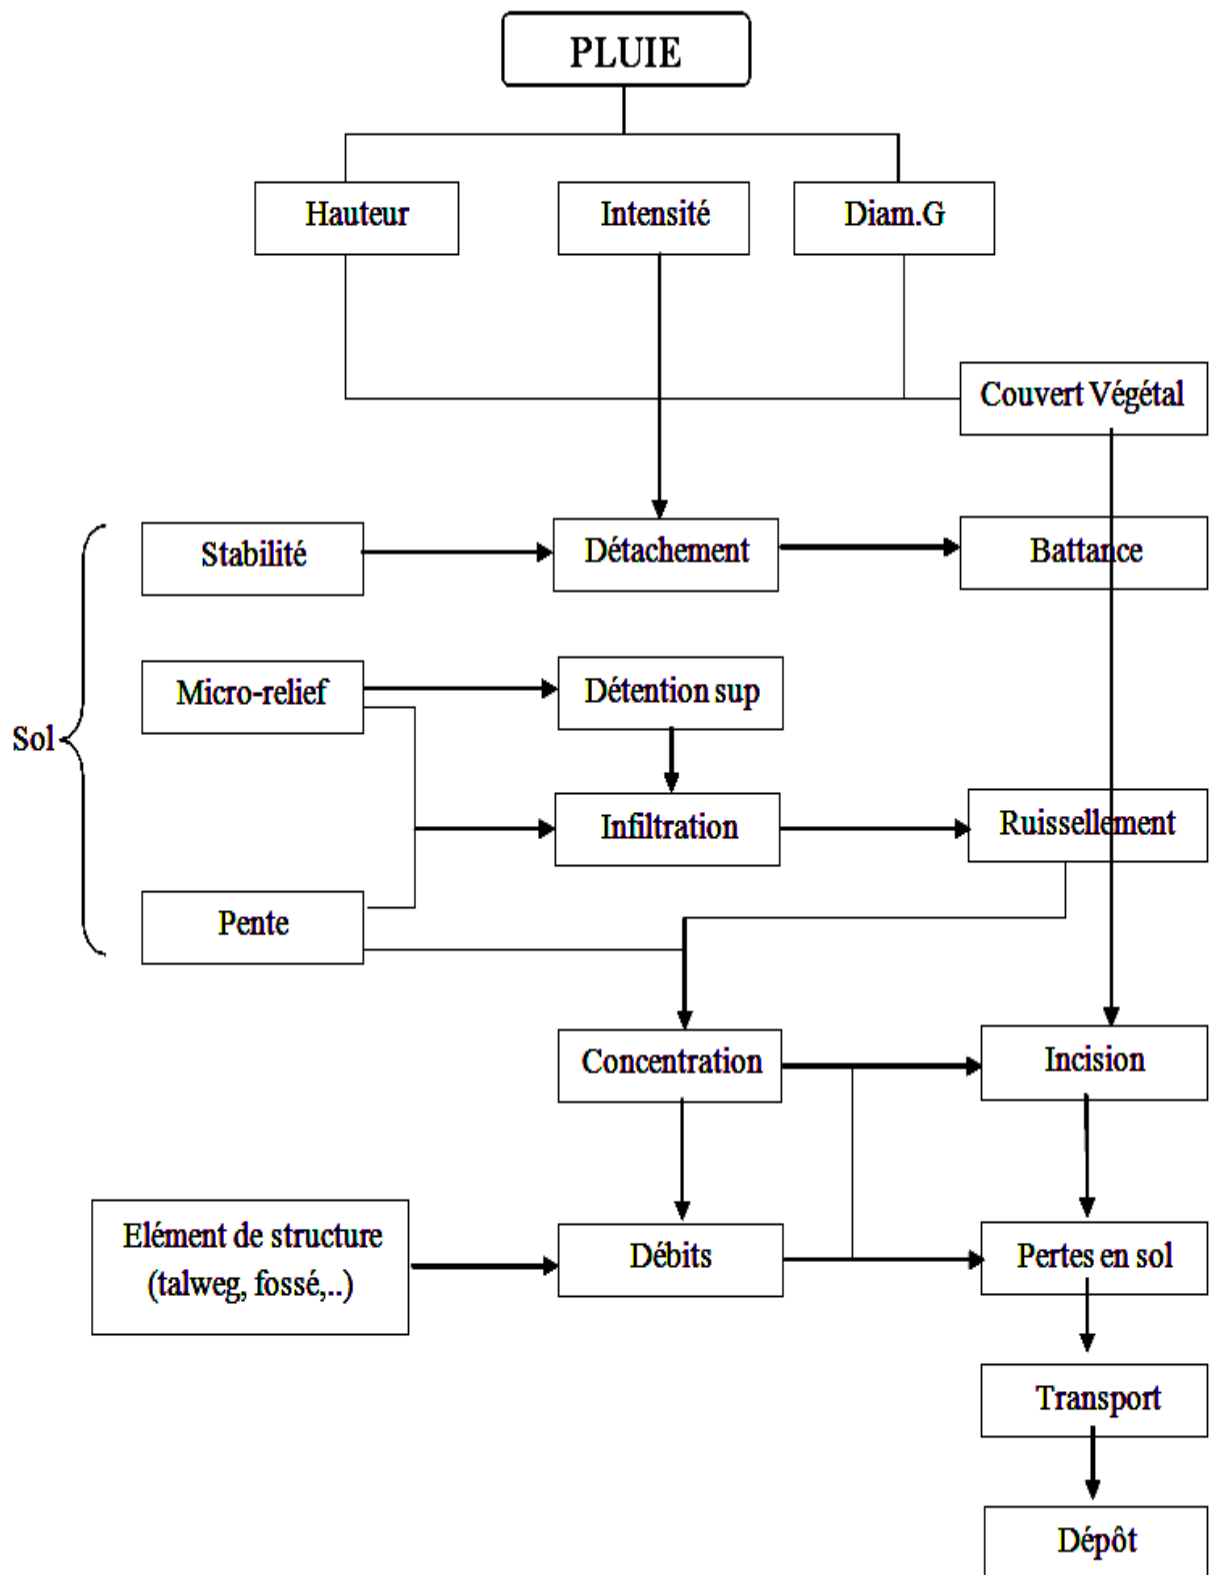 PLUIE
Hauteur
Intensité
Diam.G
Couvert Végétal
Stabilité
Détachement
Battance
Micro-relief
Détention sup
Sol
Infiltration
Ruissellement
Pente
Concentration
Incision
Elément de structure
(talweg, fossé,..)
Débits
Pertes en sol
Transport
Dépôt